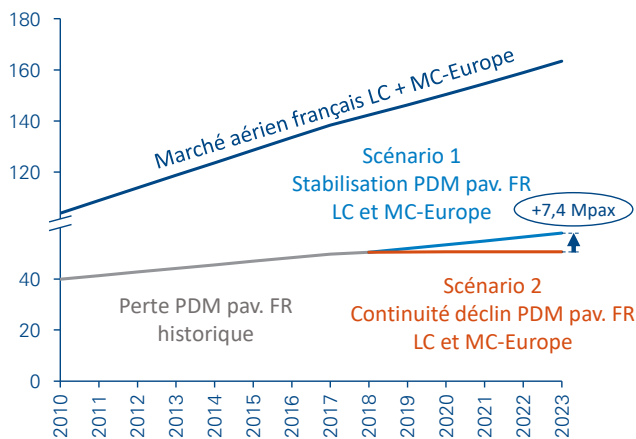 180
160
140
120
40
20
0
Marché aérien français LC + MC-Europe
Scénario 1
Stabilisation PDM pav. FR
LC et MC-Europe
+7,4 Mpax
Perte PDM pav. FR
historique
Scénario 2
Continuité déclin PDM pav. FR
LC et MC-Europe
2010
2011
2012
2013
2014
2015
2016
2017
2018
2019
2020
2021
2022
2023